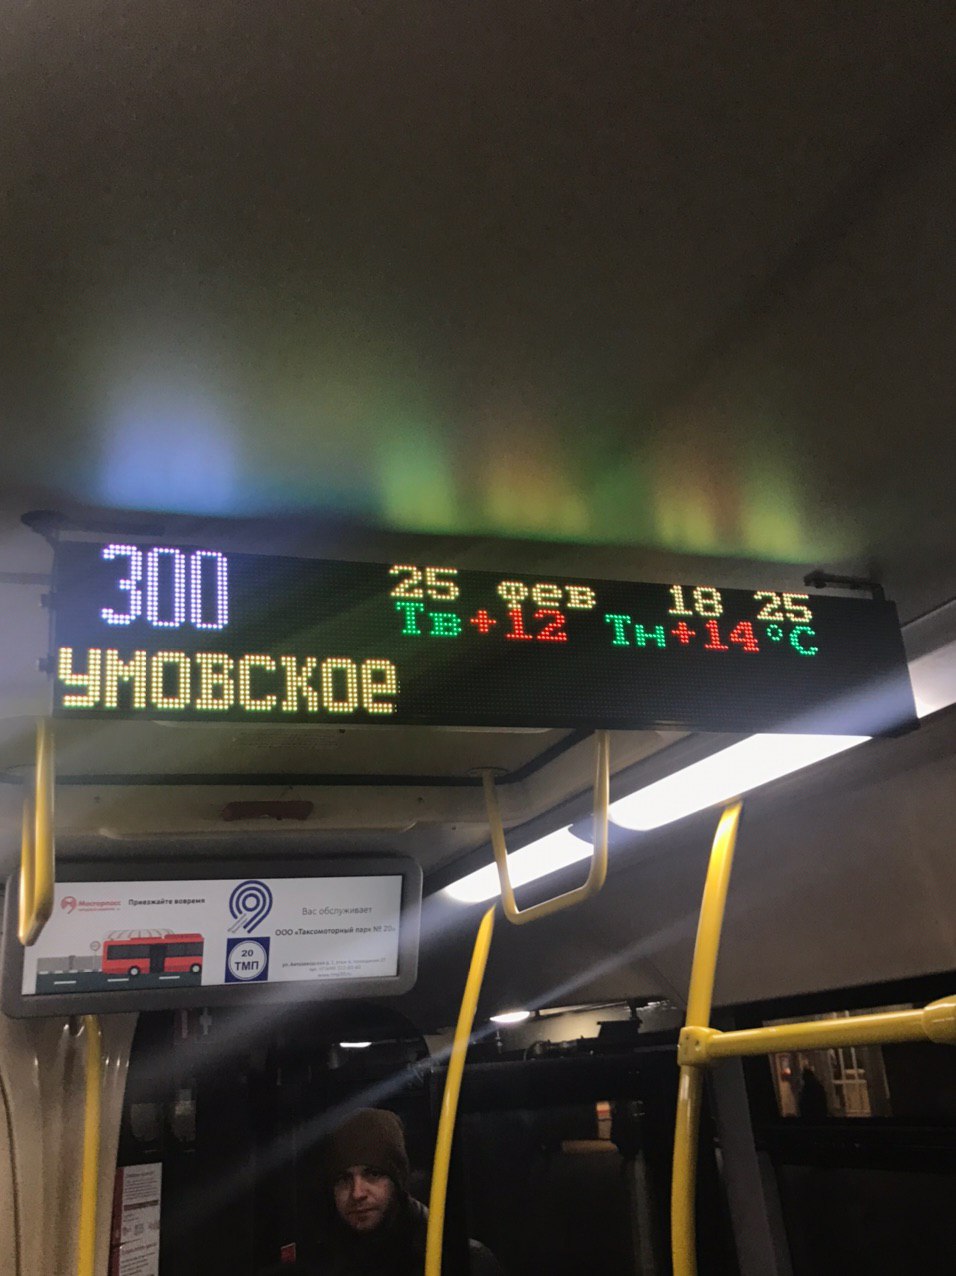 300
25 фев 18 25
Тв+12 Тн+14°С
умовское
Мостранспасс
Приезжайте вовремя
Вас обслуживает
ООО «Таксомоторный парк № 20»
20
ТМП